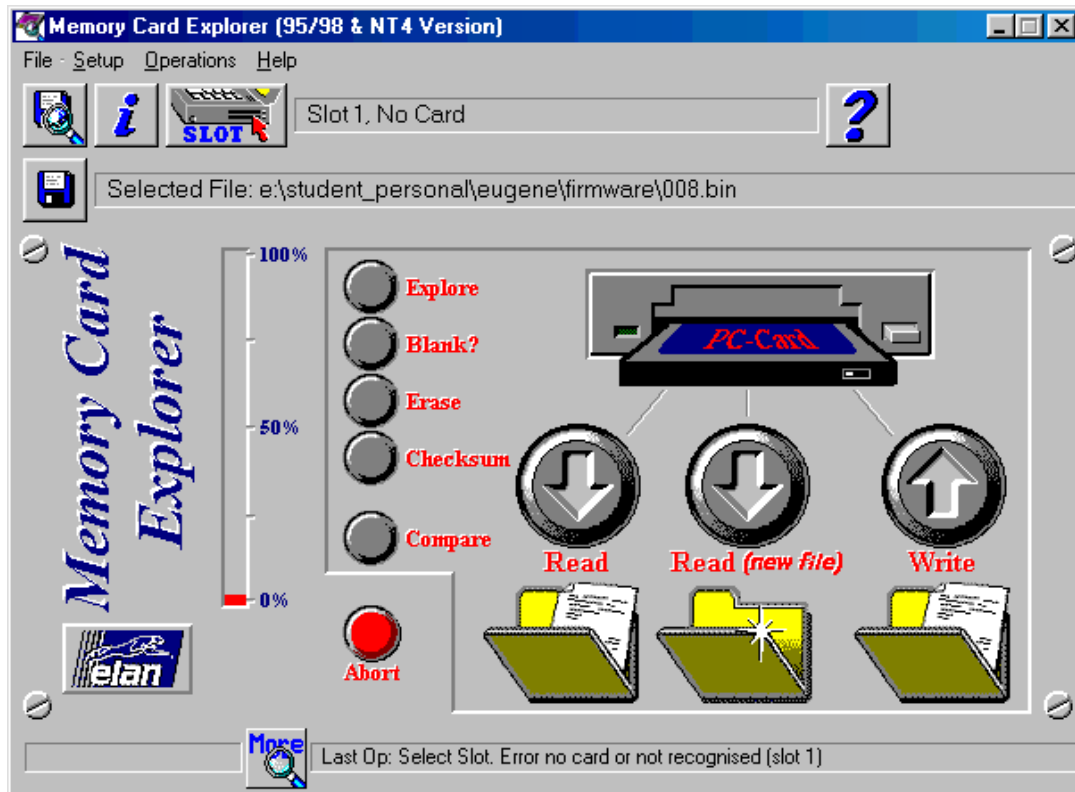 Memory Card Explorer (95/98 & NT4 Version)
File Setup Operations Help
SLOT
Slot 1, No Card
Selected File: e:\student_personal\eugene\firmware\008.bin
Memory Card
Explorer
100%
50%
0%
Explore
Blank?
Erase
Checksum
Compare
Abort
PC-Card
Read
Read (new file)
Write
elan
More
Last Op: Select Slot. Error no card or not recognised (slot 1)